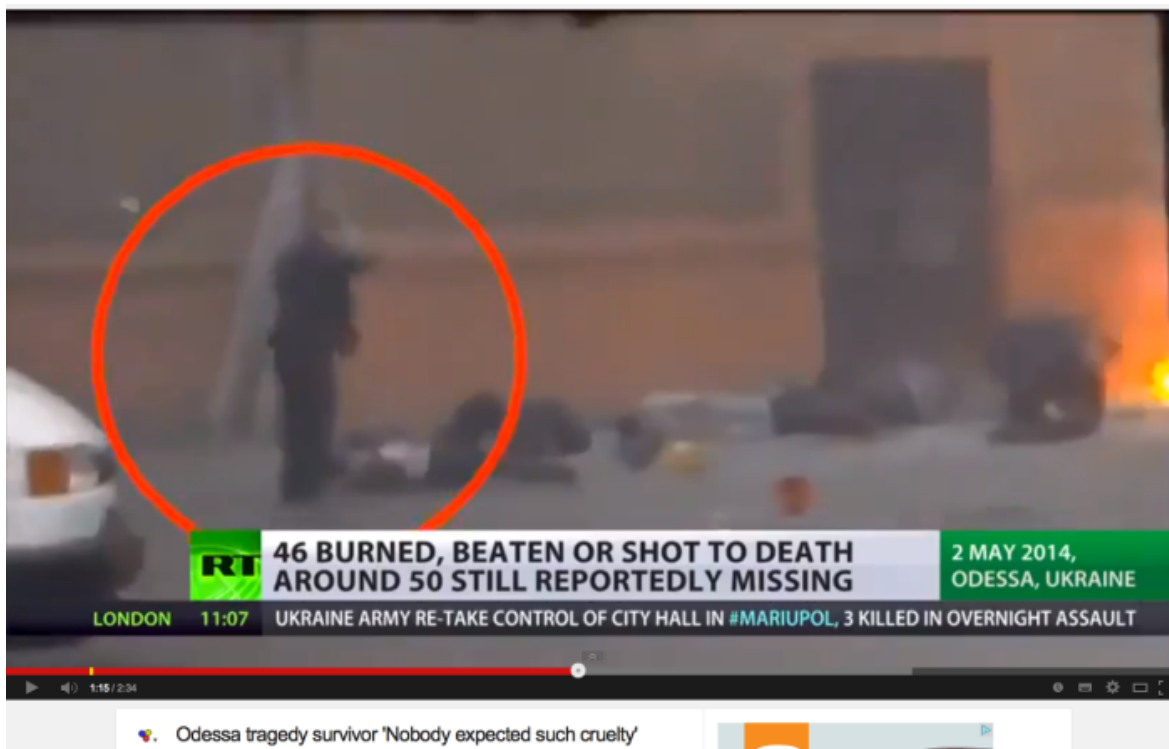 RT
46 BURNED, BEATEN OR SHOT TO DEATH
AROUND 50 STILL REPORTEDLY MISSING
2 MAY 2014,
ODESSA, UKRAINE
LONDON 11:07 UKRAINE ARMY RE-TAKE CONTROL OF CITY HALL IN #MARIUPOL, 3 KILLED IN OVERNIGHT ASSAULT
1:15 / 2:34
Odessa tragedy survivor 'Nobody expected such cruelty'